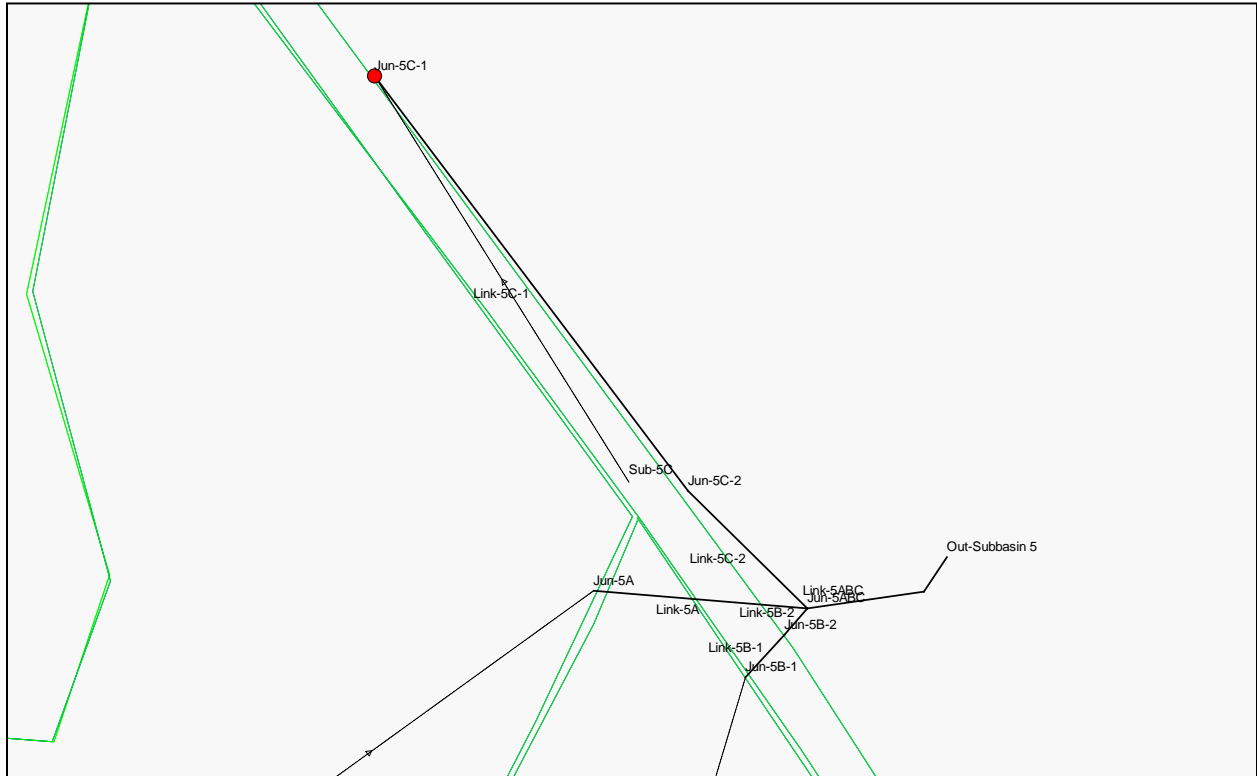 Jun-5C-1
Link-5C-1
Sub-5C
Jun-5C-2
Out-Subbasin 5
Link-5C-2
Jun-5A
Link-5ABC
Jun-5ABC
Link-5A
Link-5B-2
Jun-5B-2
Link-5B-1
Jun-5B-1